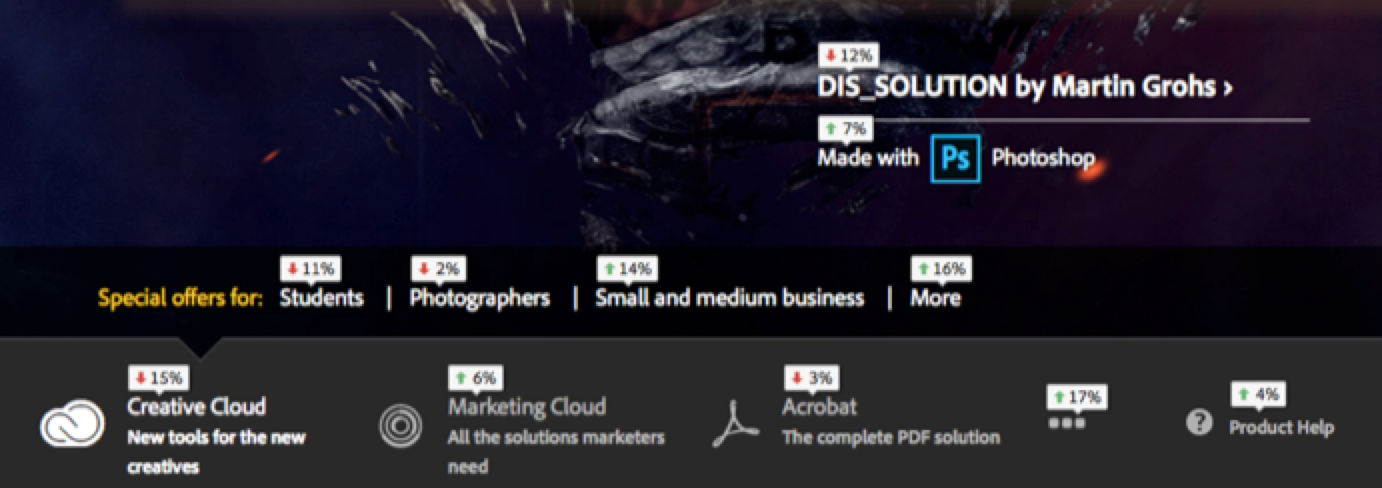 ↓ 12%
DIS_SOLUTION by Martin Grohs ›
↑ 7%
Made with Ps Photoshop
↓ 11% ↓ 2% ↑ 14% ↑ 16%
Special offers for: Students | Photographers | Small and medium business | More
↓ 15%
Creative Cloud
New tools for the new
creatives
↑ 6%
Marketing Cloud
All the solutions marketers
need
↓ 3%
Acrobat
The complete PDF solution
↑ 17%
↑ 4%
? Product Help